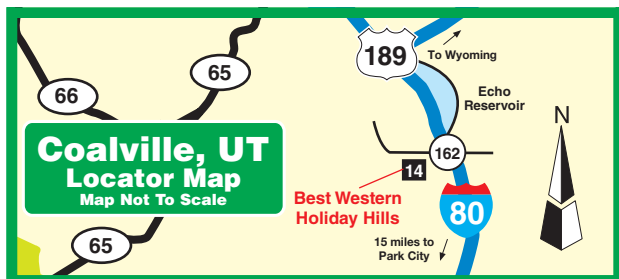 189
To Wyoming
65
66
Echo
Reservoir
N
Coalville, UT
Locator Map
Map Not To Scale
162
14
Best Western
Holiday Hills
80
65
15 miles to
Park City